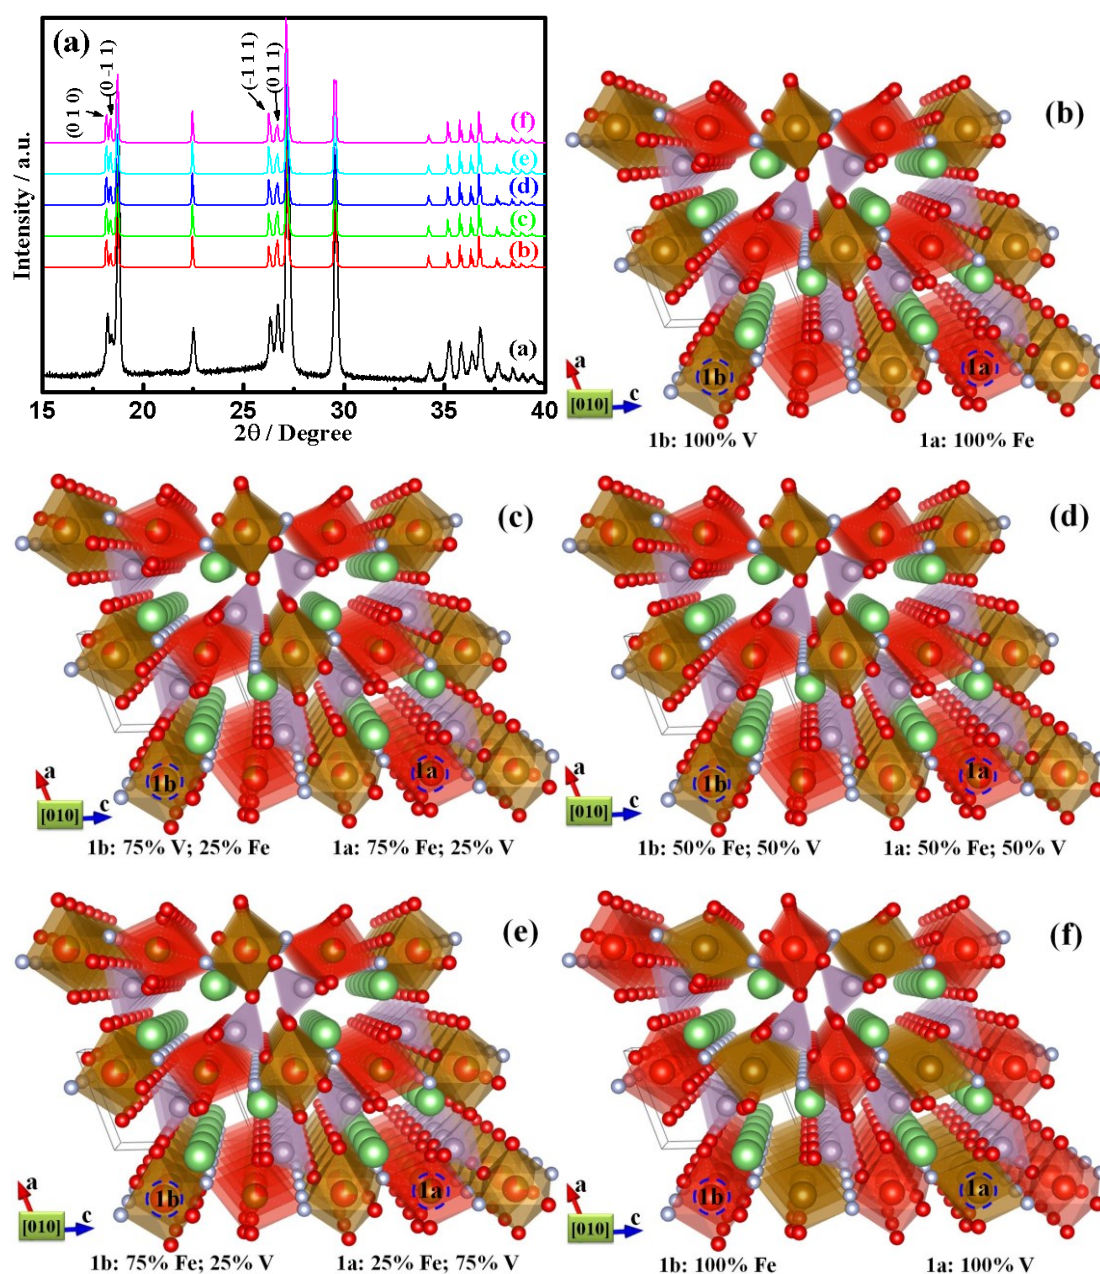 (a)
(0 1 0)
(0 -1 1)
(-1 1 1)
(0 1 1)
(f)
(e)
(d)
(c)
(b)
(a)
Intensity / a.u.
15 20 25 30 35 40
2θ / Degree
(b)
1b
1a
a
[010]
c
1b: 100% V
1a: 100% Fe
(c)
1b
1a
a
[010]
c
1b: 75% V; 25% Fe
1a: 75% Fe; 25% V
(d)
1b
1a
a
[010]
c
1b: 50% Fe; 50% V
1a: 50% Fe; 50% V
(e)
1b
1a
a
[010]
c
1b: 75% Fe; 25% V
1a: 25% Fe; 75% V
(f)
1b
1a
a
[010]
c
1b: 100% Fe
1a: 100% V